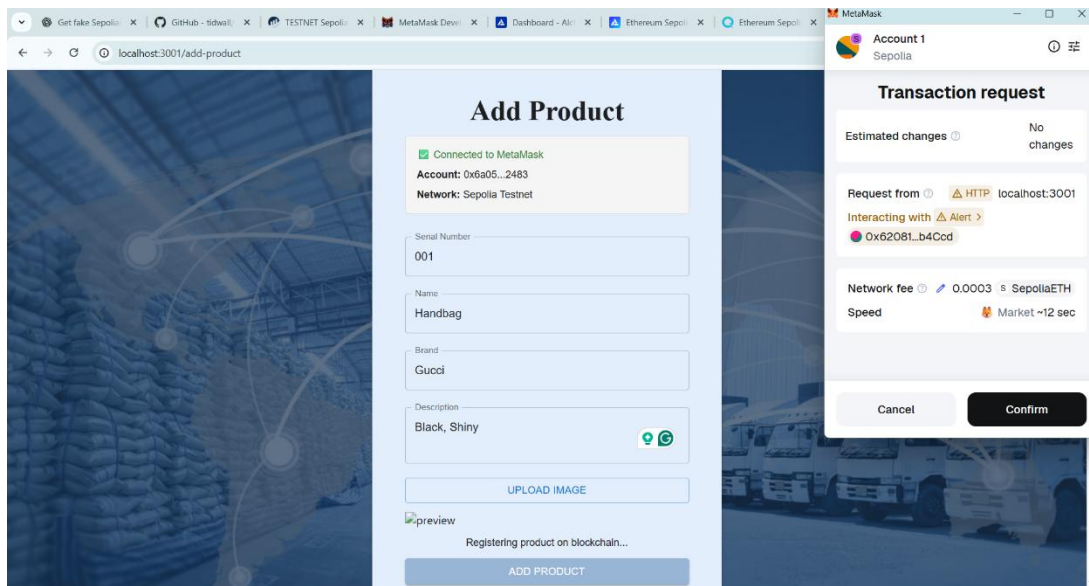 Get fake Sepolia
GitHub - tidwall/
TESTNET Sepolia
MetaMask Devel
Dashboard - Alc
Ethereum Sepoli
Ethereum Sepoli
localhost:3001/add-product
Add Product
Connected to MetaMask
Account: 0x6a05...2483
Network: Sepolia Testnet
Serial Number
001
Name
Handbag
Brand
Gucci
Description
Black, Shiny
UPLOAD IMAGE
preview
Registering product on blockchain...
ADD PRODUCT
MetaMask
S
Account 1
Sepolia
Transaction request
Estimated changes
No
changes
Request from HTTP localhost:3001
Interacting with Alert >
0x62081...b4Ccd
Network fee 0.0003 S SepoliaETH
Speed Market ~12 sec
Cancel
Confirm